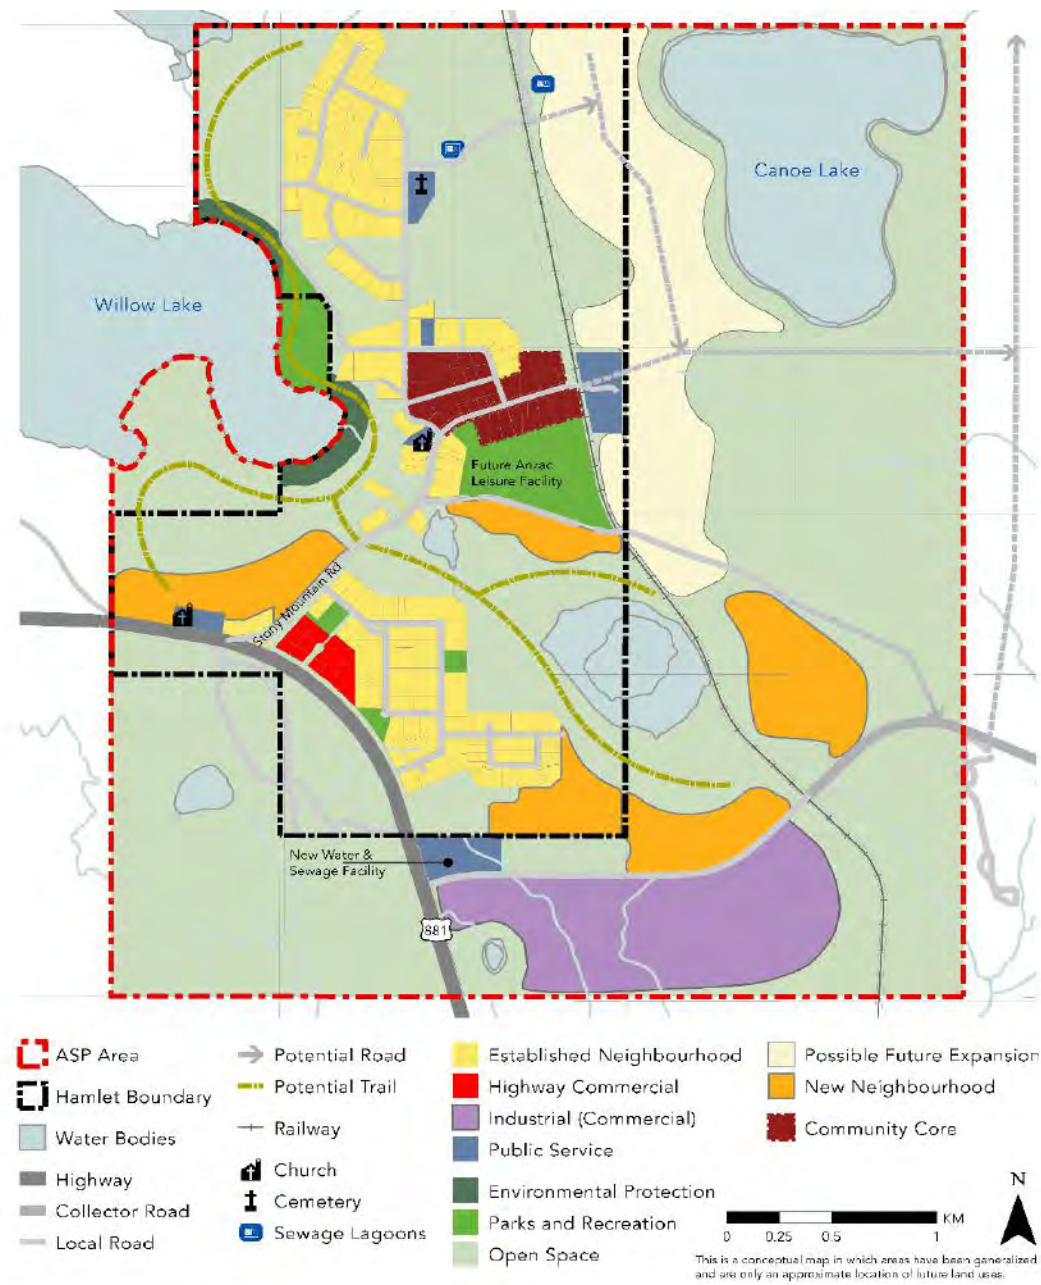 Canoe Lake
Willow Lake
Future Anzac
Leisure Facility
Stony Mountain Rd
New Water &
Sewage Facility
881
ASP Area
Hamlet Boundary
Water Bodies
Highway
Collector Road
Local Road
Potential Road
Potential Trail
Railway
Church
Cemetery
Sewage Lagoons
Established Neighbourhood
Highway Commercial
Industrial (Commercial)
Public Service
Environmental Protection
Parks and Recreation
Open Space
Possible Future Expansion
New Neighbourhood
Community Core
N
KM
0 0.25 0.5 1
This is a conceptual map in which areas have been generalized
and are only an approximate location of future land uses.